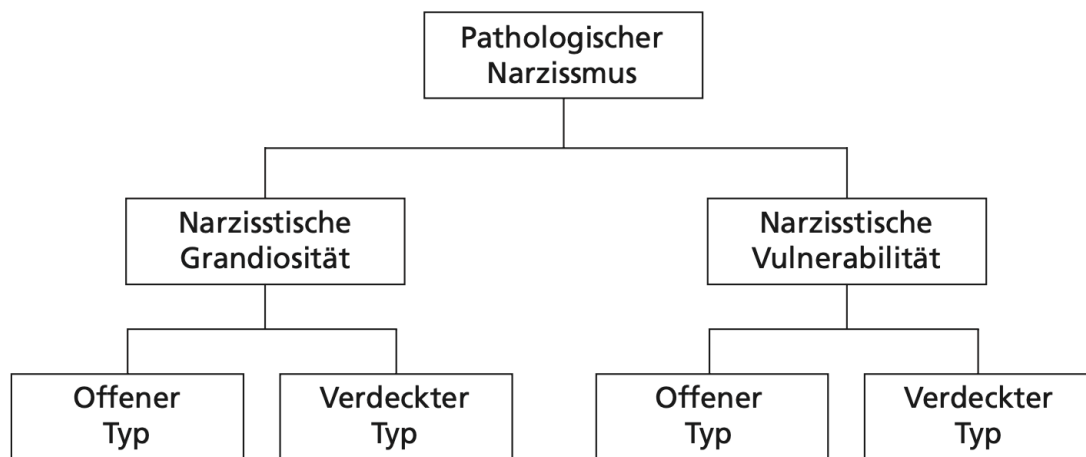 Pathologischer
Narzissmus
Narzisstische
Grandiosität
Narzisstische
Vulnerabilität
Offener
Typ
Verdeckter
Typ
Offener
Typ
Verdeckter
Typ